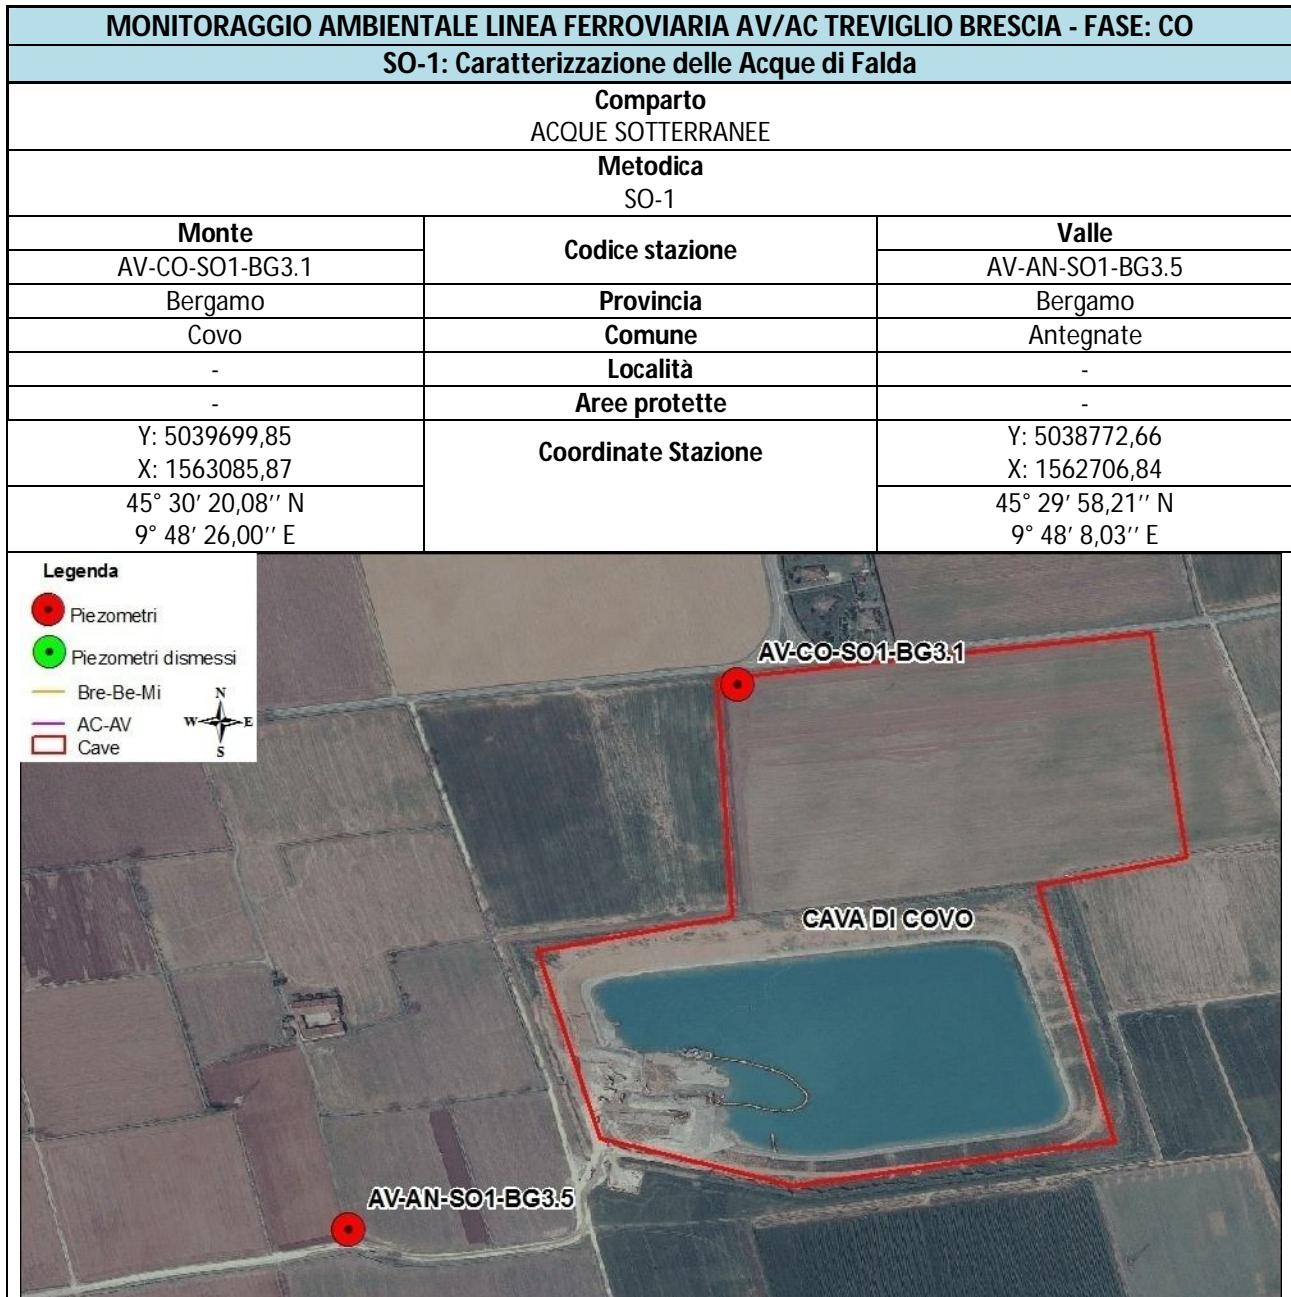 MONITORAGGIO AMBIENTALE LINEA FERROVIARIA AV/AC TREVIGLIO BRESCIA - FASE: CO
SO-1: Caratterizzazione delle Acque di Falda
Comparto
ACQUE SOTTERRANEE
Metodica
SO-1
Monte Codice stazione Valle
AV-CO-SO1-BG3.1 AV-AN-SO1-BG3.5
Bergamo Provincia Bergamo
Covo Comune Antegnate
- Località -
- Aree protette -
Y: 5039699,85 Coordinate Stazione Y: 5038772,66
X: 1563085,87 X: 1562706,84
45° 30' 20,08'' N 45° 29' 58,21'' N
9° 48' 26,00'' E 9° 48' 8,03'' E
Legenda
Piezometri
Piezometri dismessi
Bre-Be-Mi
AC-AV
Cave
N
W E
S
AV-CO-SO1-BG3.1
CAVA DI COVO
AV-AN-SO1-BG3.5